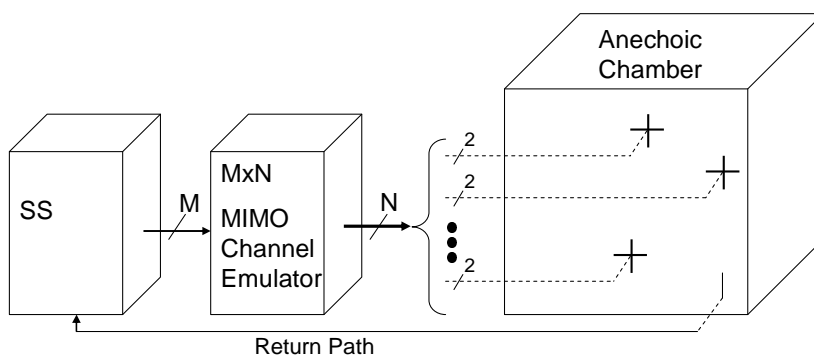 Anechoic
Chamber
SS
M
MxN
MIMO
Channel
Emulator
N
2
2
2
Return Path